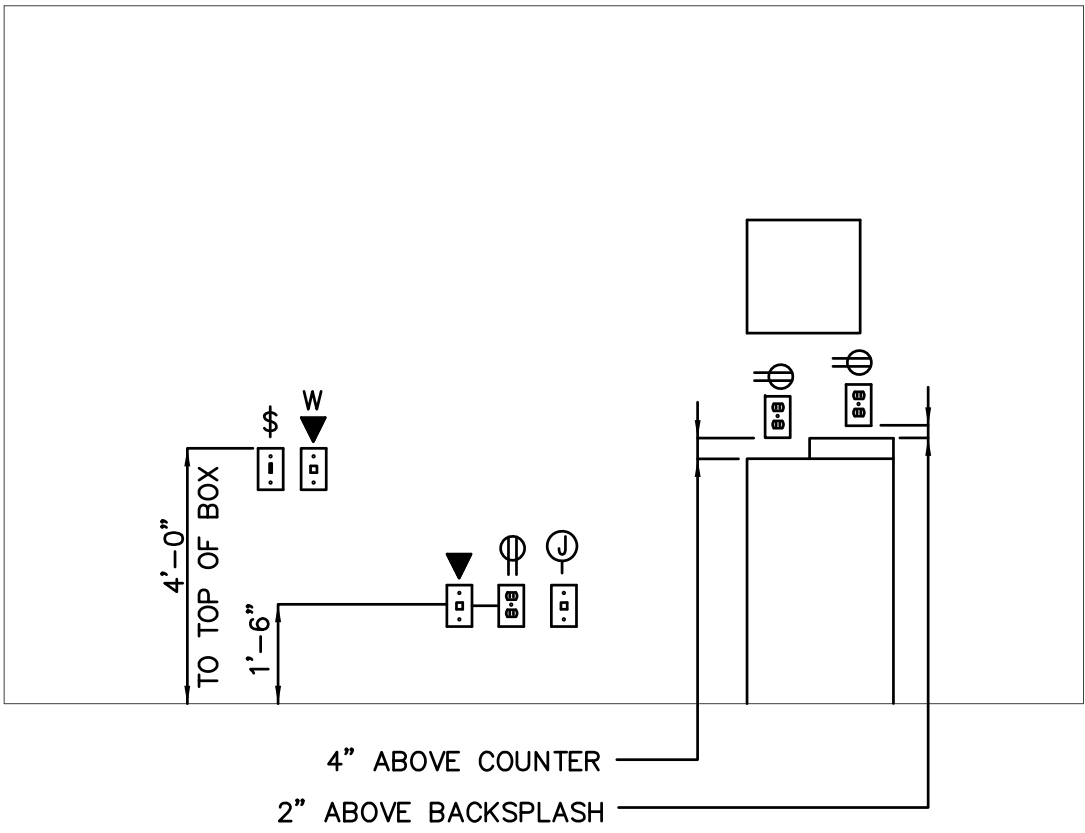 W
$
J
4'-0"
TO TOP OF BOX
1'-6"
4" ABOVE COUNTER
2" ABOVE BACKSPLASH